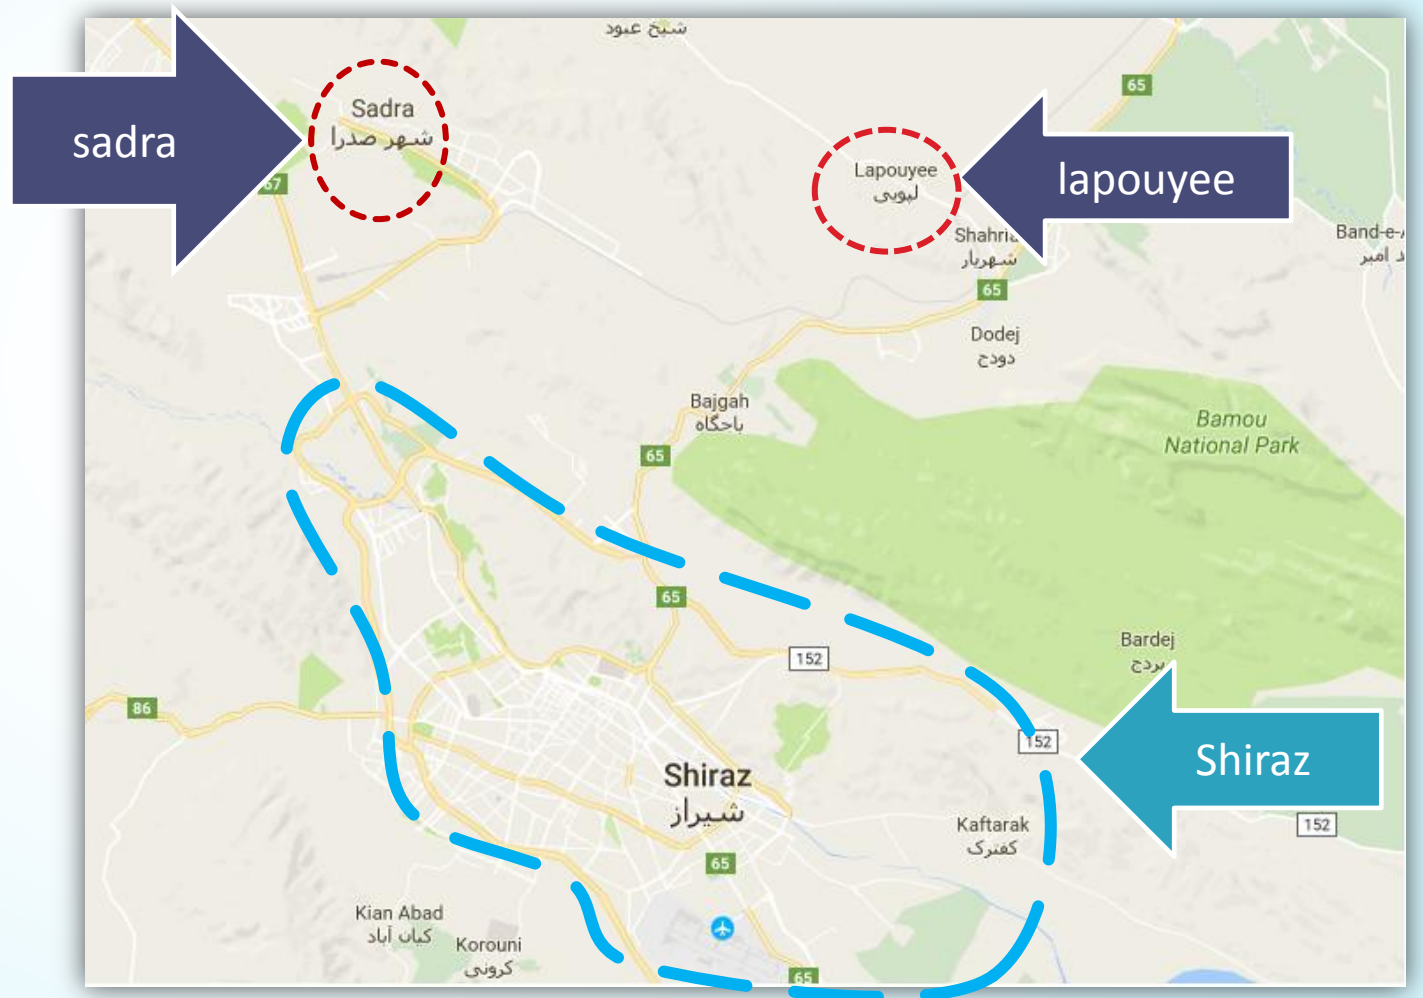 شیخ عبود
65
Sadra
شهر صدرا
sadra
67
Lapouyee
لپویی
lapouyee
Shahria
شهریار
Band-e-
د امیر
65
Dodej
دودج
Bajgah
باجگاه
65
Bamou
National Park
65
152
Bardej
بردج
86
152
Shiraz
Shiraz
شیراز
Kaftarak
کفترک
152
65
Kian Abad
کیان آباد
Korouni
کرونی
65